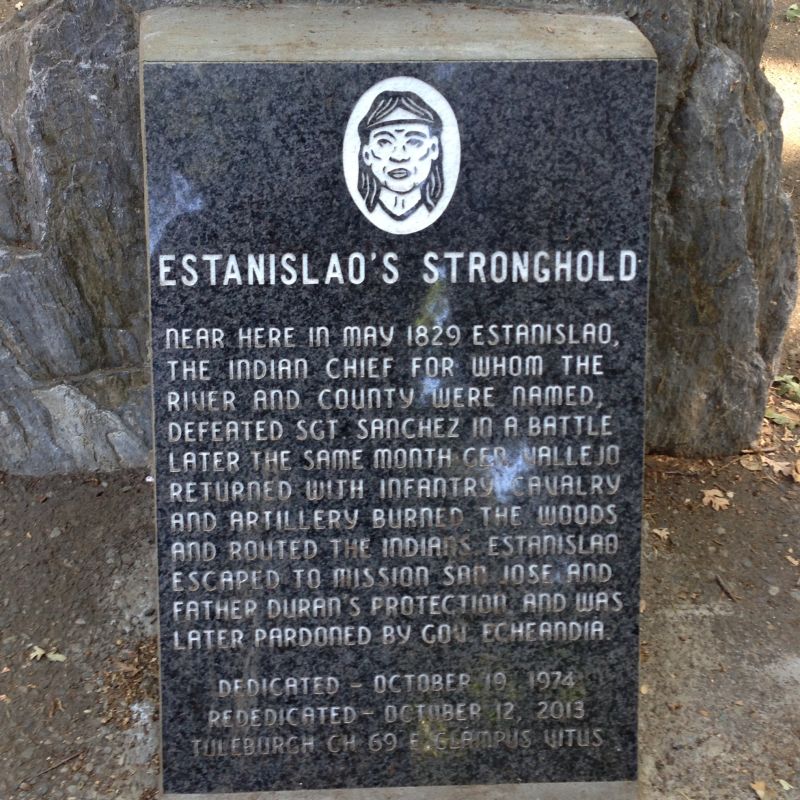 ESTANISLAO'S STRONGHOLD
NEAR HERE IN MAY 1829 ESTANISLAO,
THE INDIAN CHIEF FOR WHOM THE
RIVER AND COUNTY WERE NAMED,
DEFEATED SGT. SANCHEZ IN A BATTLE
LATER THE SAME MONTH GEN. VALLEJO
RETURNED WITH INFANTRY, CAVALRY
AND ARTILLERY BURNED THE WOODS
AND ROUTED THE INDIANS. ESTANISLAO
ESCAPED TO MISSION SAN JOSE AND
FATHER DURAN'S PROTECTION AND WAS
LATER PARDONED BY GOV. ECHEANDIA.
DEDICATED - OCTOBER 19, 1974
REDEDICATED - OCTOBER 12, 2013
TULEBURGH CH 69 E GLAMPUS VITUS